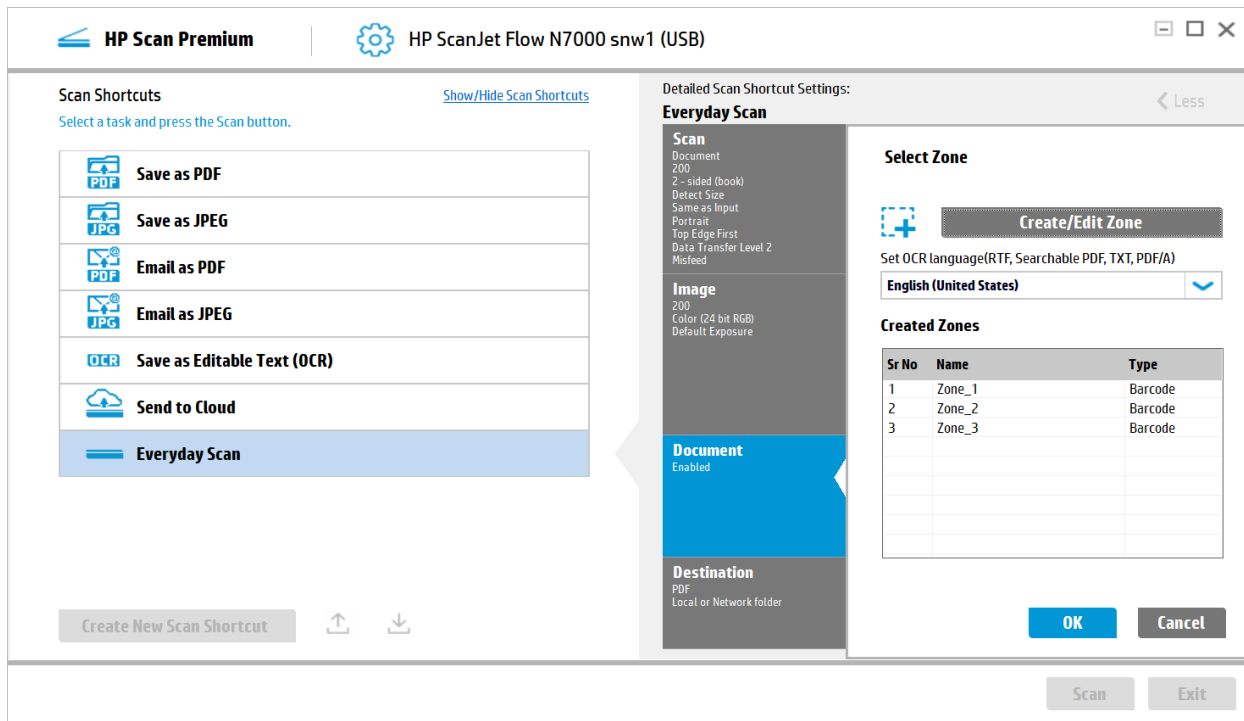 HP Scan Premium
HP ScanJet Flow N7000 snw1 (USB)
Scan Shortcuts
Show/Hide Scan Shortcuts
Select a task and press the Scan button.
PDF
Save as PDF
JPG
Save as JPEG
@
PDF
Email as PDF
@
JPG
Email as JPEG
OCR
Save as Editable Text (OCR)
Send to Cloud
Everyday Scan
Create New Scan Shortcut
Detailed Scan Shortcut Settings:
Everyday Scan
Less
Scan
Document
200
2 - sided (book)
Detect Size
Same as Input
Portrait
Top Edge First
Data Transfer Level 2
Misfeed
Image
200
Color (24 bit RGB)
Default Exposure
Document
Enabled
Destination
PDF
Local or Network folder
Select Zone
Create/Edit Zone
Set OCR language(RTF, Searchable PDF, TXT, PDF/A)
English (United States)
Created Zones
Sr No Name Type
1 Zone_1 Barcode
2 Zone_2 Barcode
3 Zone_3 Barcode
OK
Cancel
Scan
Exit